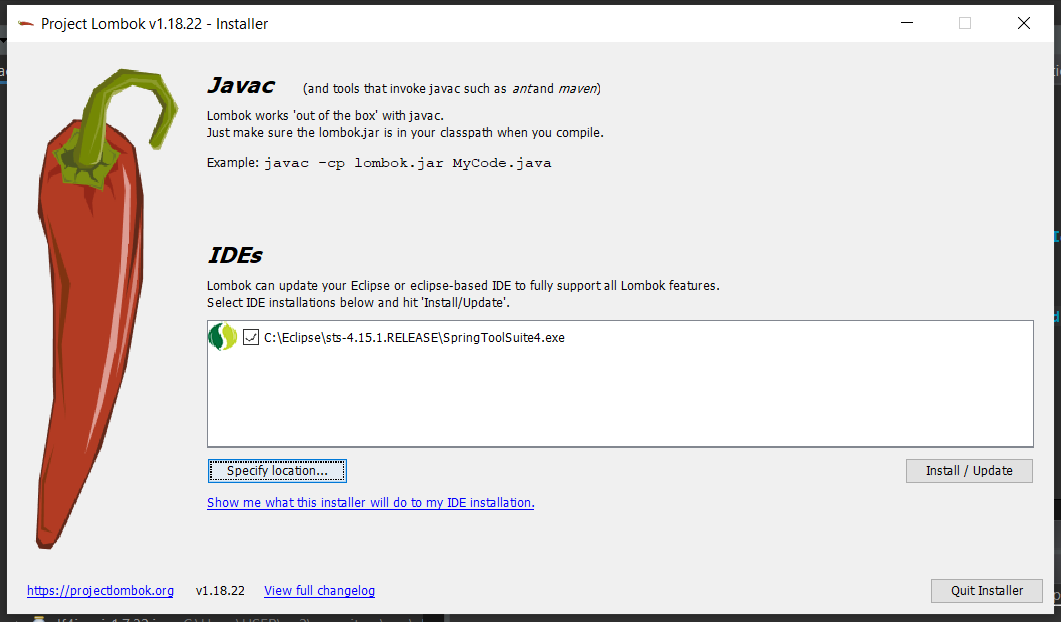 Project Lombok v1.18.22 - Installer
Javac (and tools that invoke javac such as ant and maven)
Lombok works 'out of the box' with javac.
Just make sure the lombok.jar is in your classpath when you compile.
Example: javac -cp lombok.jar MyCode.java
IDEs
Lombok can update your Eclipse or eclipse-based IDE to fully support all Lombok features.
Select IDE installations below and hit 'Install/Update'.
C:\Eclipse\sts-4.15.1.RELEASE\SpringToolSuite4.exe
Specify location...
Install / Update
Show me what this installer will do to my IDE installation.
https://projectlombok.org v1.18.22 View full changelog
Quit Installer